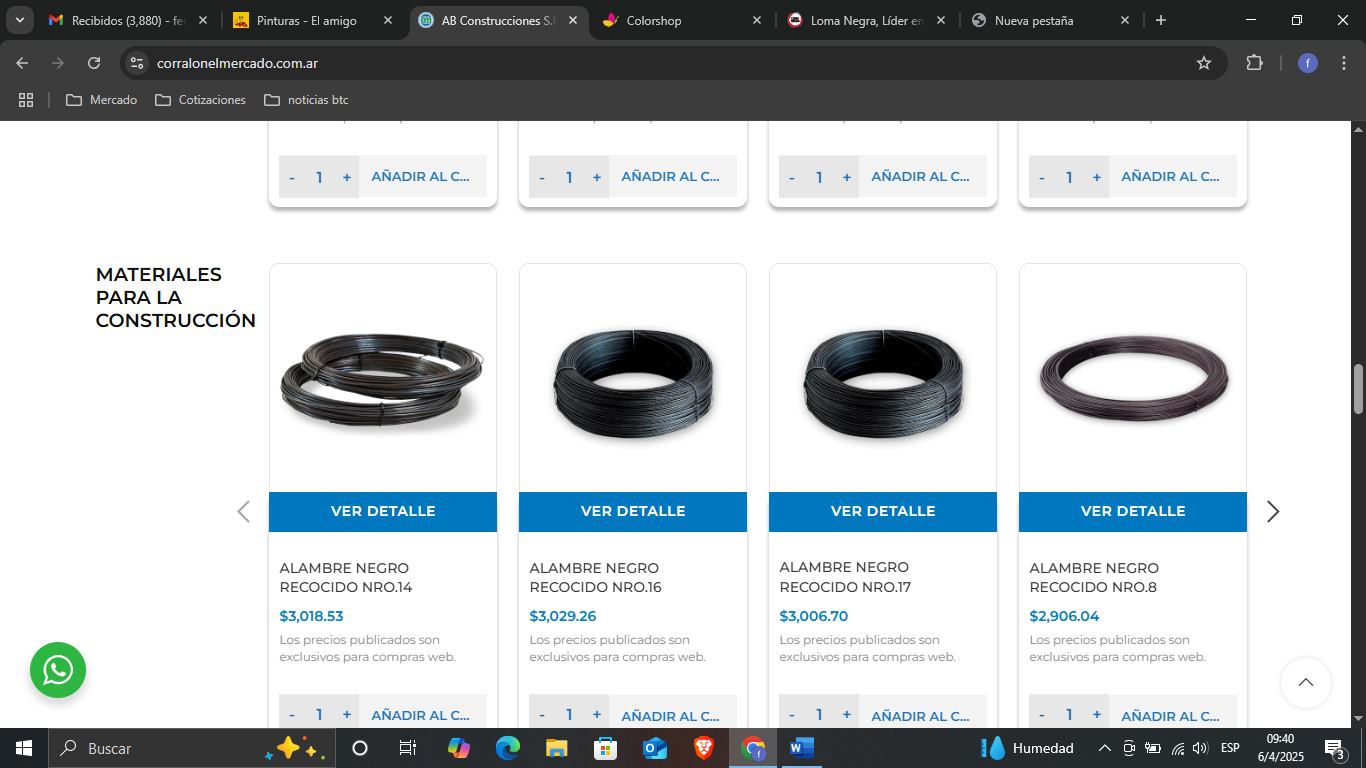 Recibidos (3,880) - fe
Pinturas - El amigo
AB Construcciones S.
Colorshop
Loma Negra, Líder en
Nueva pestaña
corralonelmercado.com.ar
f
Mercado
Cotizaciones
noticias btc
- 1 + AÑADIR AL C...
- 1 + AÑADIR AL C...
- 1 + AÑADIR AL C...
- 1 + AÑADIR AL C...
MATERIALES
PARA LA
CONSTRUCCIÓN
VER DETALLE
ALAMBRE NEGRO
RECOCIDO NRO.14
$3,018.53
Los precios publicados son
exclusivos para compras web.
- 1 + AÑADIR AL C...
VER DETALLE
ALAMBRE NEGRO
RECOCIDO NRO.16
$3,029.26
Los precios publicados son
exclusivos para compras web.
- 1 + AÑADIR AL C...
VER DETALLE
ALAMBRE NEGRO
RECOCIDO NRO.17
$3,006.70
Los precios publicados son
exclusivos para compras web.
- 1 + AÑADIR AL C...
VER DETALLE
ALAMBRE NEGRO
RECOCIDO NRO.8
$2,906.04
Los precios publicados son
exclusivos para compras web.
- 1 + AÑADIR AL C...
Buscar
Humedad
ESP
09:40
6/4/2025
3